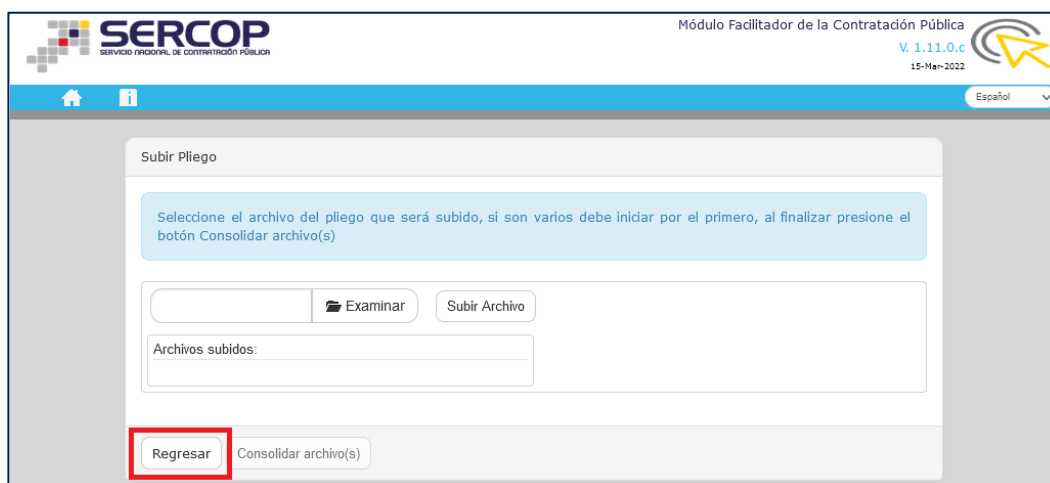 SERCOP
SERVICIO NACIONAL DE CONTRATACIÓN PÚBLICA
Módulo Facilitador de la Contratación Pública
V. 1.11.0.c
15-Mar-2022
i
Español
Subir Pliego
Seleccione el archivo del pliego que será subido, si son varios debe iniciar por el primero, al finalizar presione el
botón Consolidar archivo(s)
Examinar Subir Archivo
Archivos subidos:
Regresar Consolidar archivo(s)